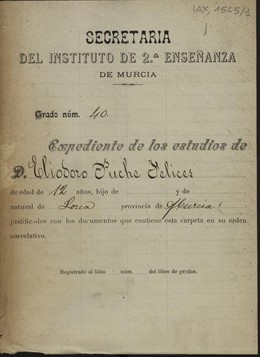 IAX, 1565/1
SECRETARIA
DEL INSTITUTO DE 2.ª ENSEÑANZA
DE MURCIA
Grado núm. 40.
Expediente de los estudios de
D. Eliodoro Puche Felices
de edad de 12 años, hijo de y de
natural de Lorca provincia de Murcia
justificados con los documentos que contiene esta carpeta en su orden
correlativo.
Registrado al folio núm. del libro de grados.